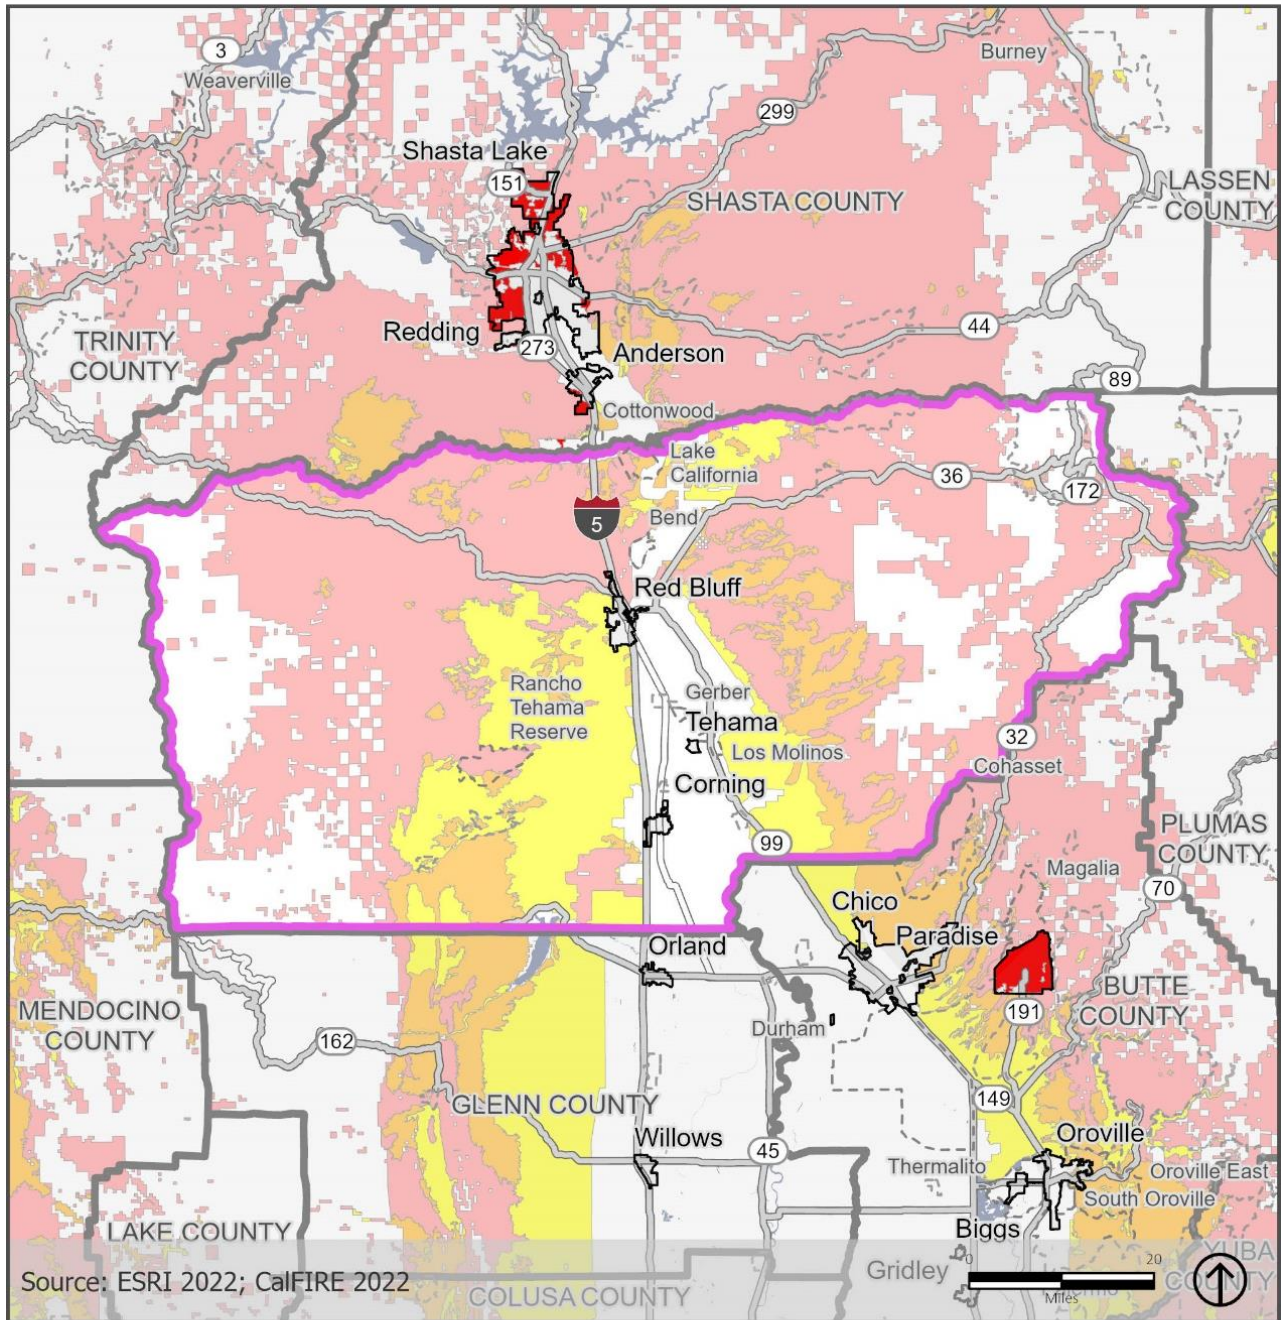 3
Weaverville
Burney
299
Shasta Lake
151
SHASTA COUNTY
LASSEN
COUNTY
TRINITY
COUNTY
Redding
273
Anderson
44
89
Cottonwood
Lake
California
36
172
5
Bend
Red Bluff
Rancho
Tehama
Reserve
Gerber
Tehama
Los Molinos
32
Cohasset
Corning
99
PLUMAS
COUNTY
Magalia
70
Chico
Paradise
Orland
MENDOCINO
COUNTY
BUTTE
COUNTY
191
Durham
162
GLENN COUNTY
149
Willows
45
Oroville
Thermalito
Oroville East
South Oroville
Biggs
LAKE COUNTY
YUBA
COUNTY
Gridley
0 20
Miles
Source: ESRI 2022; CalFIRE 2022
COLUSA COUNTY